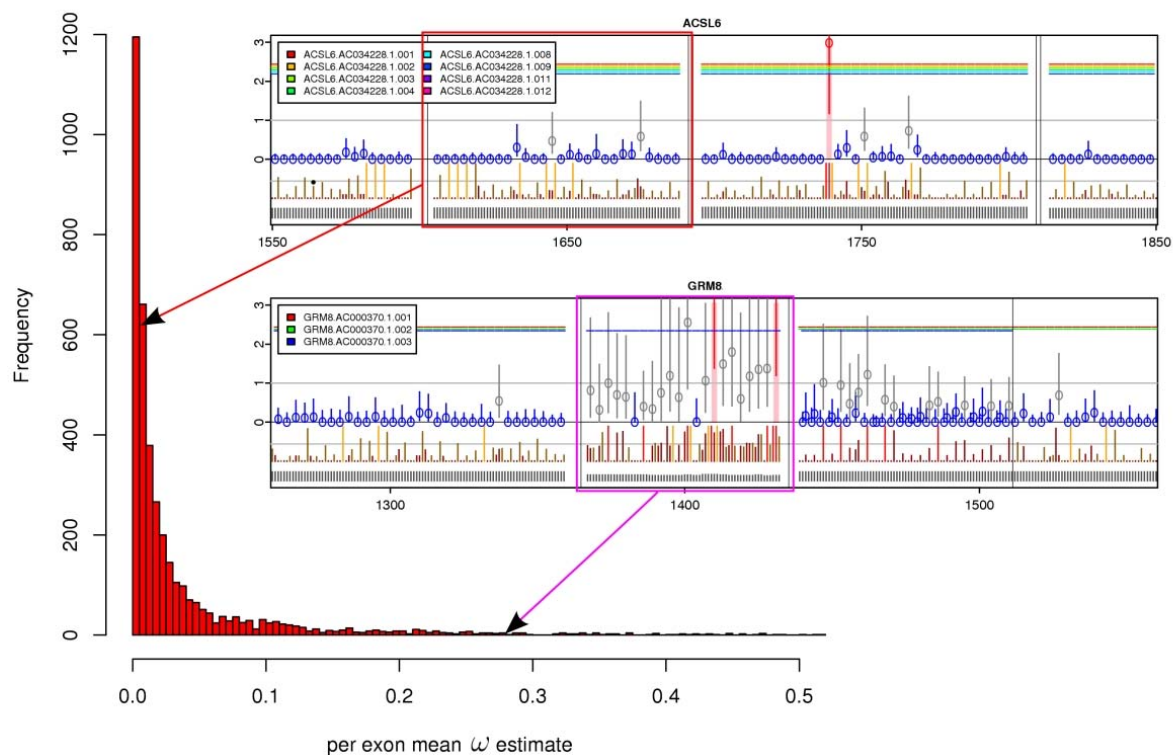 ACSL6
ACSL6.AC034228.1.001 ACSL6.AC034228.1.008
ACSL6.AC034228.1.002 ACSL6.AC034228.1.009
ACSL6.AC034228.1.003 ACSL6.AC034228.1.011
ACSL6.AC034228.1.004 ACSL6.AC034228.1.012
3
2
1
0
1550 1650 1750 1850
GRM8
GRM8.AC000370.1.001
GRM8.AC000370.1.002
GRM8.AC000370.1.003
3
2
1
0
1300 1400 1500
Frequency
1200
1000
800
600
400
200
0
0.0 0.1 0.2 0.3 0.4 0.5
per exon mean ω estimate